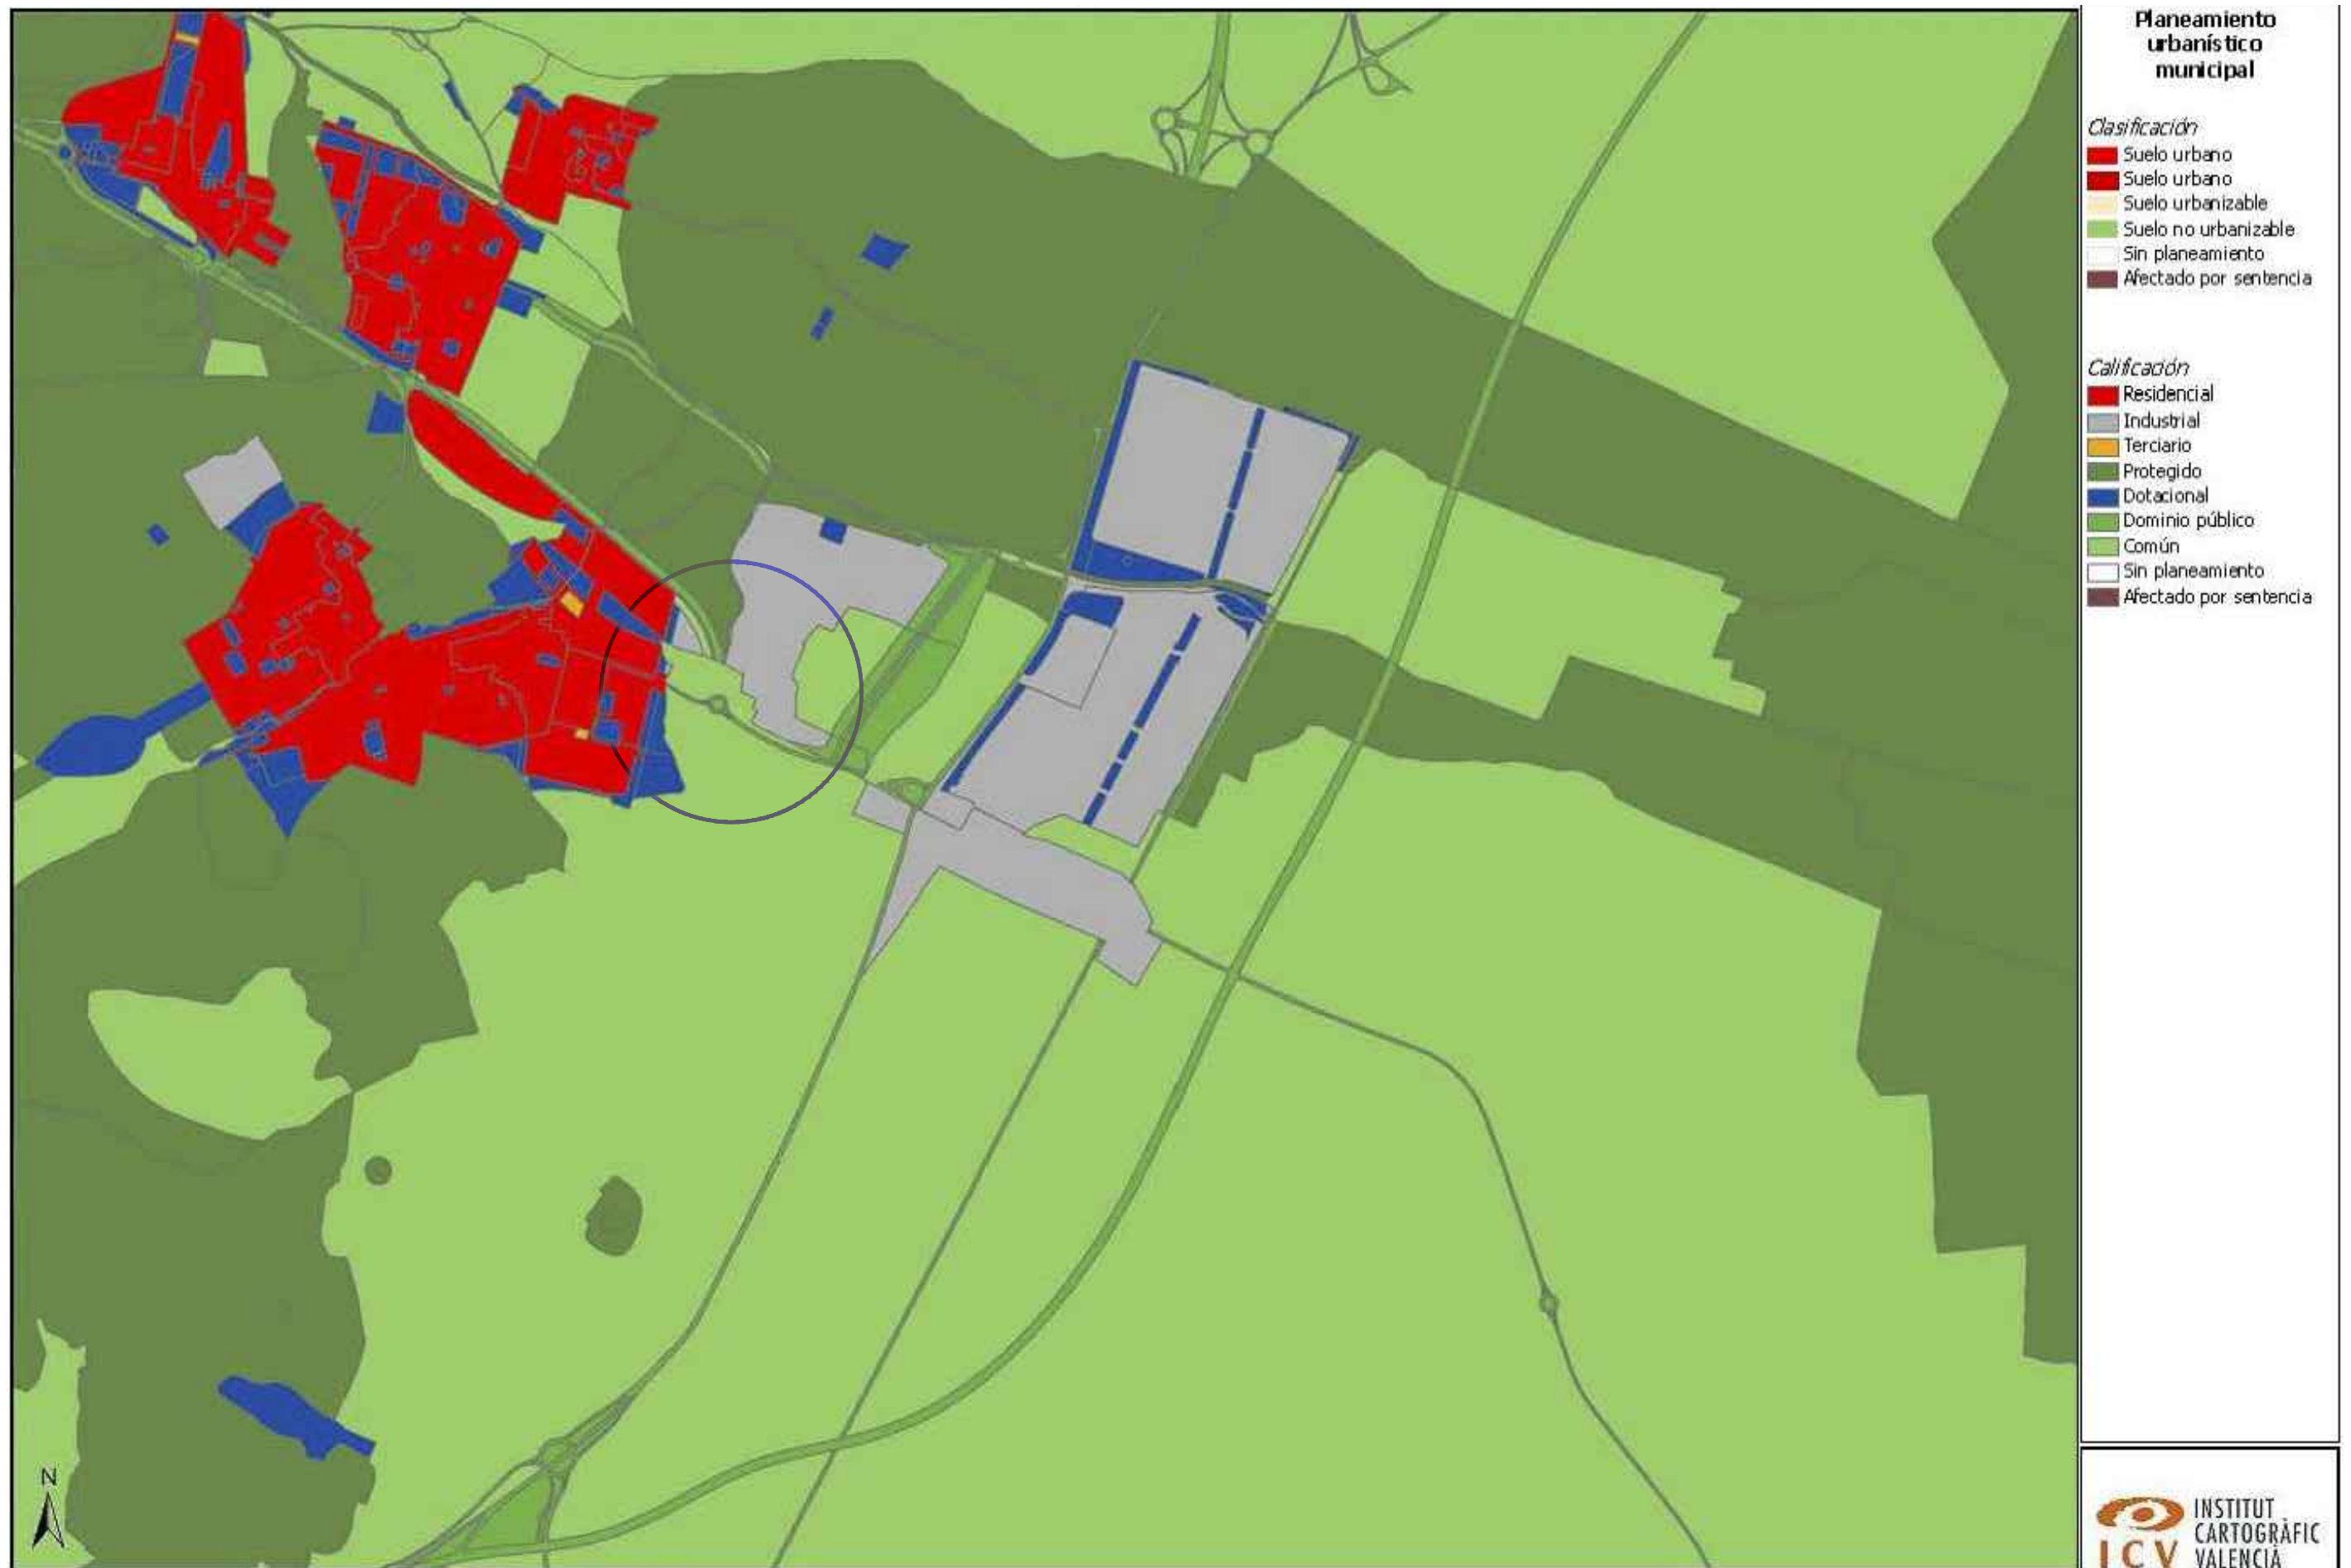 Planeamiento
urbanístico
municipal
Clasificación
Suelo urbano
Suelo urbano
Suelo urbanizable
Suelo no urbanizable
Sin planeamiento
Afectado por sentencia
Calificación
Residencial
Industrial
Terciario
Protegido
Dotacional
Dominio público
Común
Sin planeamiento
Afectado por sentencia
N
INSTITUT
CARTOGRÀFIC
VALENCIÀ
ICV